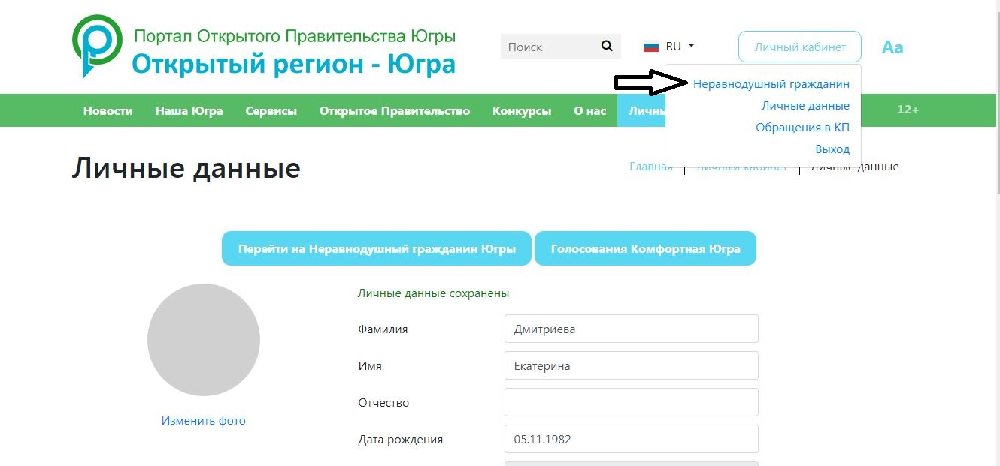 Портал Открытого Правительства Югры
Открытый регион - Югра
Поиск
RU
Личный кабинет
Aa
Неравнодушный гражданин
Личные данные
Обращения в КП
Выход
Новости
Наша Югра
Сервисы
Открытое Правительство
Конкурсы
О нас
12+
Личные данные
Главная
Личный кабинет
Личные данные
Перейти на Неравнодушный гражданин Югры
Голосования Комфортная Югра
Личные данные сохранены
Фамилия
Дмитриева
Имя
Екатерина
Отчество
Дата рождения
05.11.1982
Изменить фото